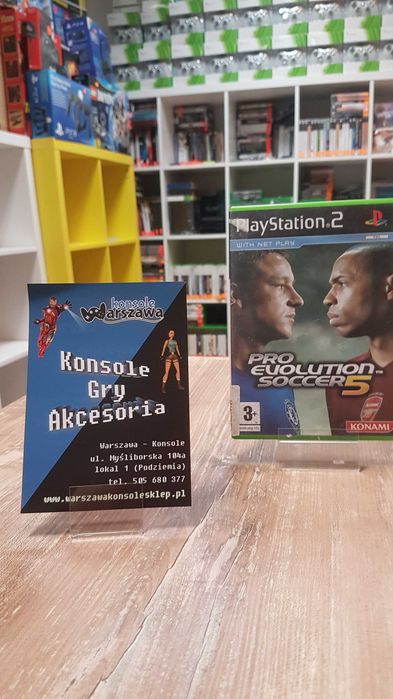 konsole
Warszawa
Konsole
Gry
Akcesoria
Warszawa - Konsole
ul. Myśliborska 104a
lokal 1 (Podziemia)
tel. 505 680 377
www.warszawakonsolesklep.pl
PlayStation 2
WITH NET PLAY
PRO
EVOLUTION
SOCCER 5
3+
KONAMI